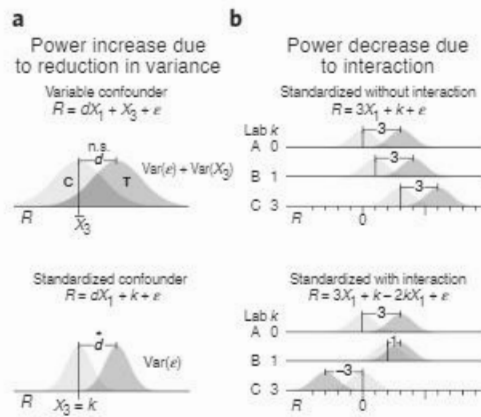 a
Power increase due
to reduction in variance
Variable confounder
R = dX₁ + X₃ + ε
n.s.
d
C
T
Var(ε) + Var(X₃)
R
X̄₃
Standardized confounder
R = dX₁ + k + ε
*
d
Var(ε)
R
X₃ = k
b
Power decrease due
to interaction
Standardized without interaction
R = 3X₁ + k + ε
Lab k
A 0
3
B 1
3
C 3
3
R
0
Standardized with interaction
R = 3X₁ + k – 2kX₁ + ε
Lab k
A 0
3
B 1
1
C 3
–3
R
0